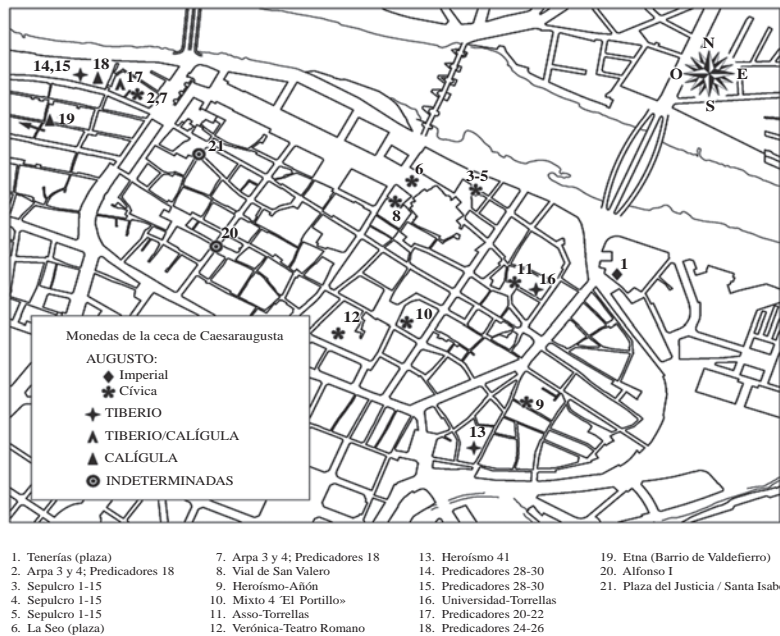 N
O E
S
14,15 18 17
2,7
19
21
20
6
3-5
8
11 16
1
12 10
9
13
Monedas de la ceca de Caesaraugusta
AUGUSTO:
Imperial
Cívica
TIBERIO
TIBERIO/CALÍGULA
CALÍGULA
INDETERMINADAS
1. Tenerías (plaza)
2. Arpa 3 y 4; Predicadores 18
3. Sepulcro 1-15
4. Sepulcro 1-15
5. Sepulcro 1-15
6. La Seo (plaza)
7. Arpa 3 y 4; Predicadores 18
8. Vial de San Valero
9. Heroísmo-Añón
10. Mixto 4 ´El Portillo»
11. Asso-Torrellas
12. Verónica-Teatro Romano
13. Heroísmo 41
14. Predicadores 28-30
15. Predicadores 28-30
16. Universidad-Torrellas
17. Predicadores 20-22
18. Predicadores 24-26
19. Etna (Barrio de Valdefierro)
20. Alfonso I
21. Plaza del Justicia / Santa Isab